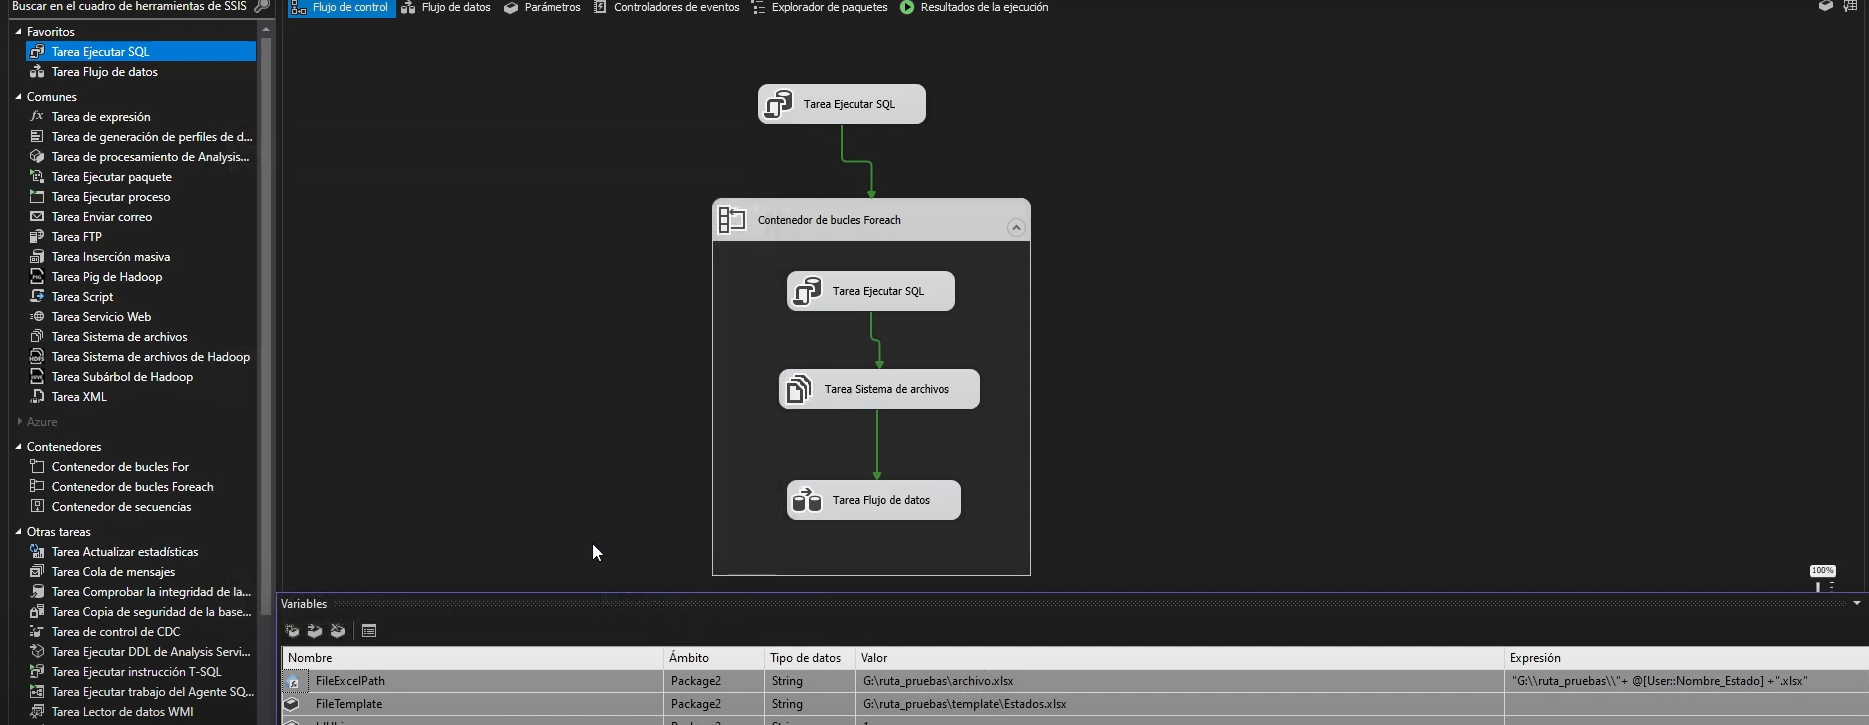 Buscar en el cuadro de herramientas de SSIS
Favoritos
Tarea Ejecutar SQL
Tarea Flujo de datos
Comunes
Tarea de expresión
Tarea de generación de perfiles de d...
Tarea de procesamiento de Analysis...
Tarea Ejecutar paquete
Tarea Ejecutar proceso
Tarea Enviar correo
Tarea FTP
Tarea Inserción masiva
Tarea Pig de Hadoop
Tarea Script
Tarea Servicio Web
Tarea Sistema de archivos
Tarea Sistema de archivos de Hadoop
Tarea Subárbol de Hadoop
Tarea XML
Azure
Contenedores
Contenedor de bucles For
Contenedor de bucles Foreach
Contenedor de secuencias
Otras tareas
Tarea Actualizar estadísticas
Tarea Cola de mensajes
Tarea Comprobar la integridad de la...
Tarea Copia de seguridad de la base...
Tarea de control de CDC
Tarea Ejecutar DDL de Analysis Servi...
Tarea Ejecutar instrucción T-SQL
Tarea Ejecutar trabajo del Agente SQ...
Tarea Lector de datos WMI
Flujo de control Flujo de datos Parámetros Controladores de eventos Explorador de paquetes Resultados de la ejecución
Tarea Ejecutar SQL
Contenedor de bucles Foreach
Tarea Ejecutar SQL
Tarea Sistema de archivos
Tarea Flujo de datos
100%
Variables
Nombre Ámbito Tipo de datos Valor Expresión
FileExcelPath Package2 String G:\ruta_pruebas\archivo.xlsx "G:\\ruta_pruebas\\"+ @[User::Nombre_Estado] +".xlsx"
FileTemplate Package2 String G:\ruta_pruebas\template\Estados.xlsx